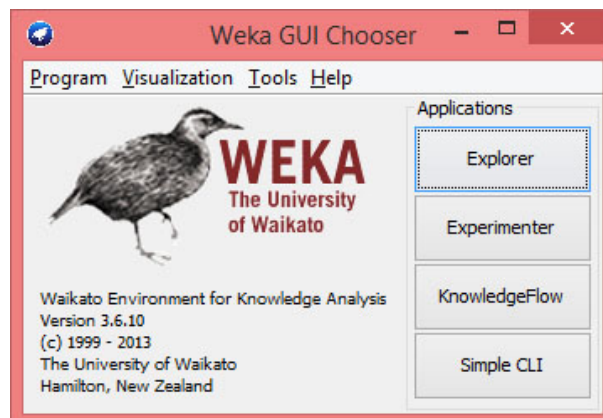 Weka GUI Chooser
Program Visualization Tools Help
WEKA
The University
of Waikato
Waikato Environment for Knowledge Analysis
Version 3.6.10
(c) 1999 - 2013
The University of Waikato
Hamilton, New Zealand
Applications
Explorer
Experimenter
KnowledgeFlow
Simple CLI